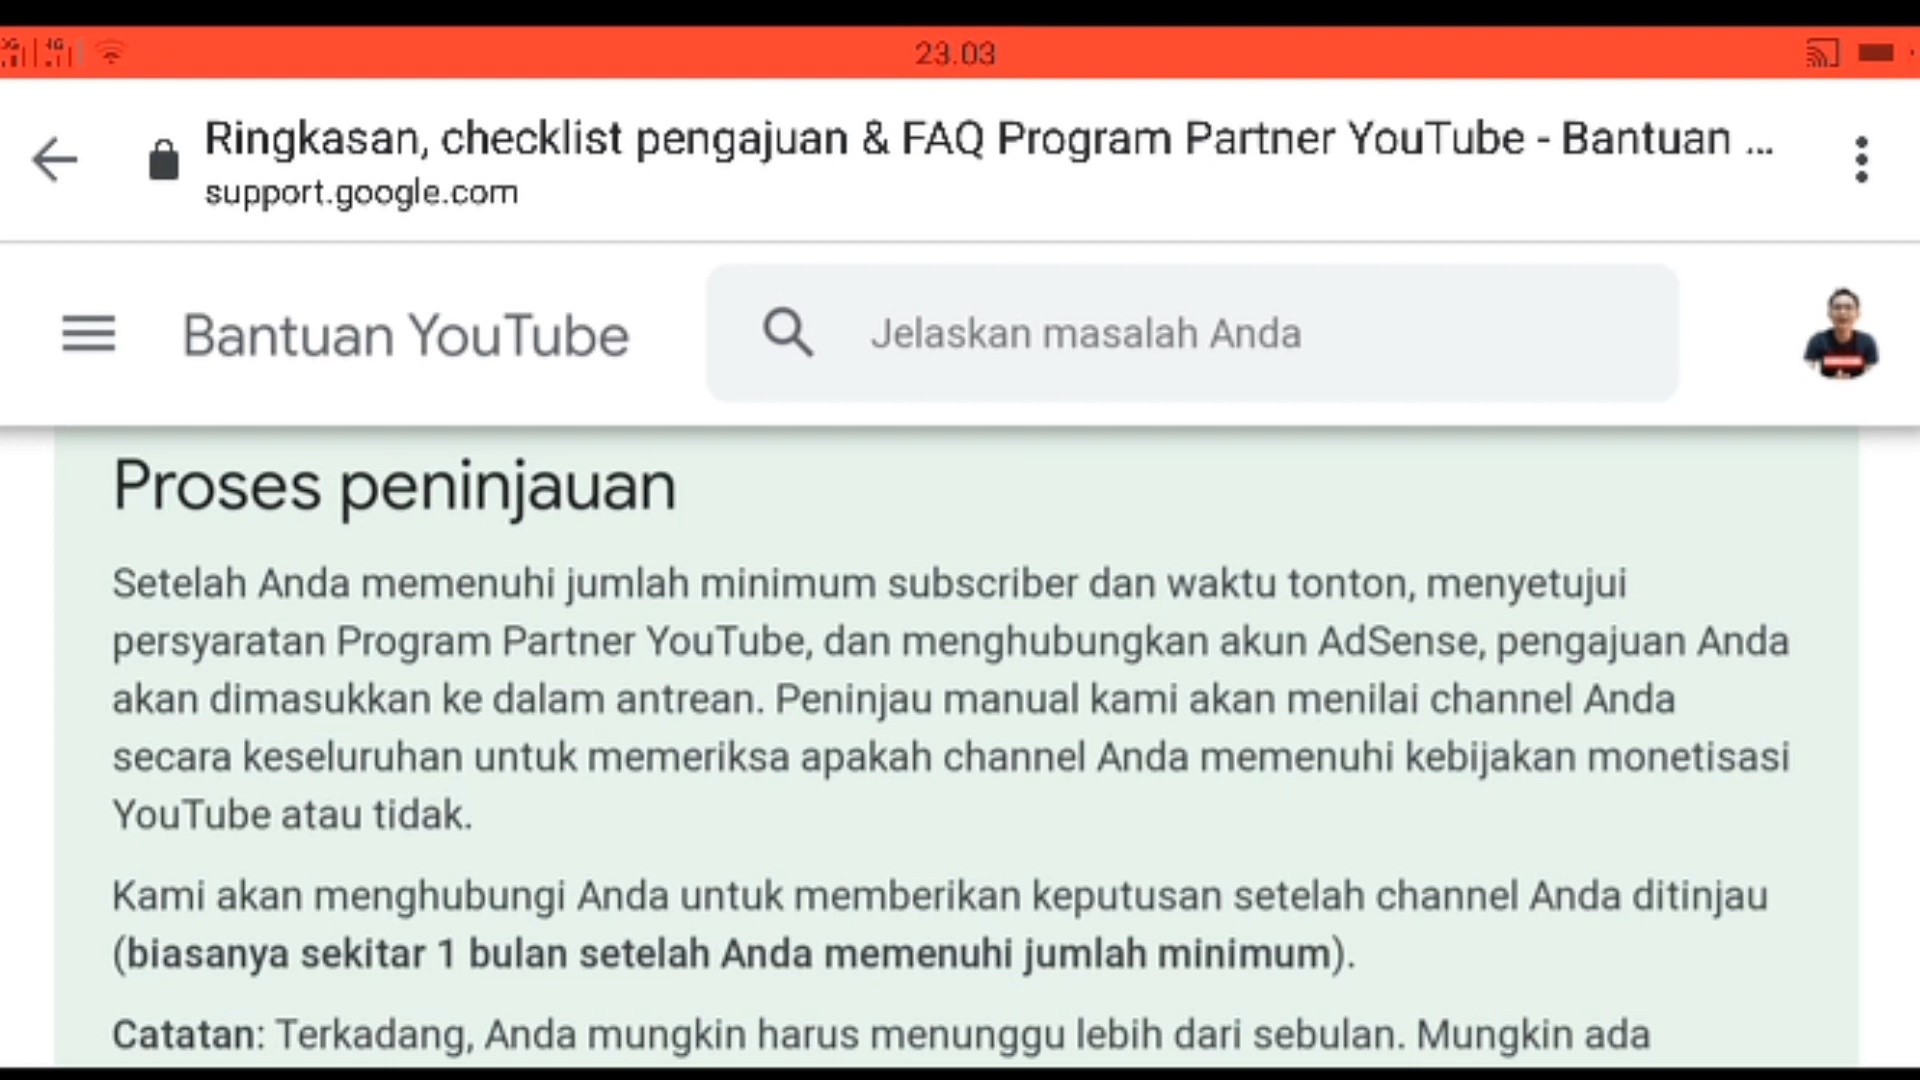 23.03
Ringkasan, checklist pengajuan & FAQ Program Partner YouTube - Bantuan ...
support.google.com
Bantuan YouTube
Jelaskan masalah Anda
Proses peninjauan
Setelah Anda memenuhi jumlah minimum subscriber dan waktu tonton, menyetujui
persyaratan Program Partner YouTube, dan menghubungkan akun AdSense, pengajuan Anda
akan dimasukkan ke dalam antrean. Peninjau manual kami akan menilai channel Anda
secara keseluruhan untuk memeriksa apakah channel Anda memenuhi kebijakan monetisasi
YouTube atau tidak.
Kami akan menghubungi Anda untuk memberikan keputusan setelah channel Anda ditinjau
(biasanya sekitar 1 bulan setelah Anda memenuhi jumlah minimum).
Catatan: Terkadang, Anda mungkin harus menunggu lebih dari sebulan. Mungkin ada